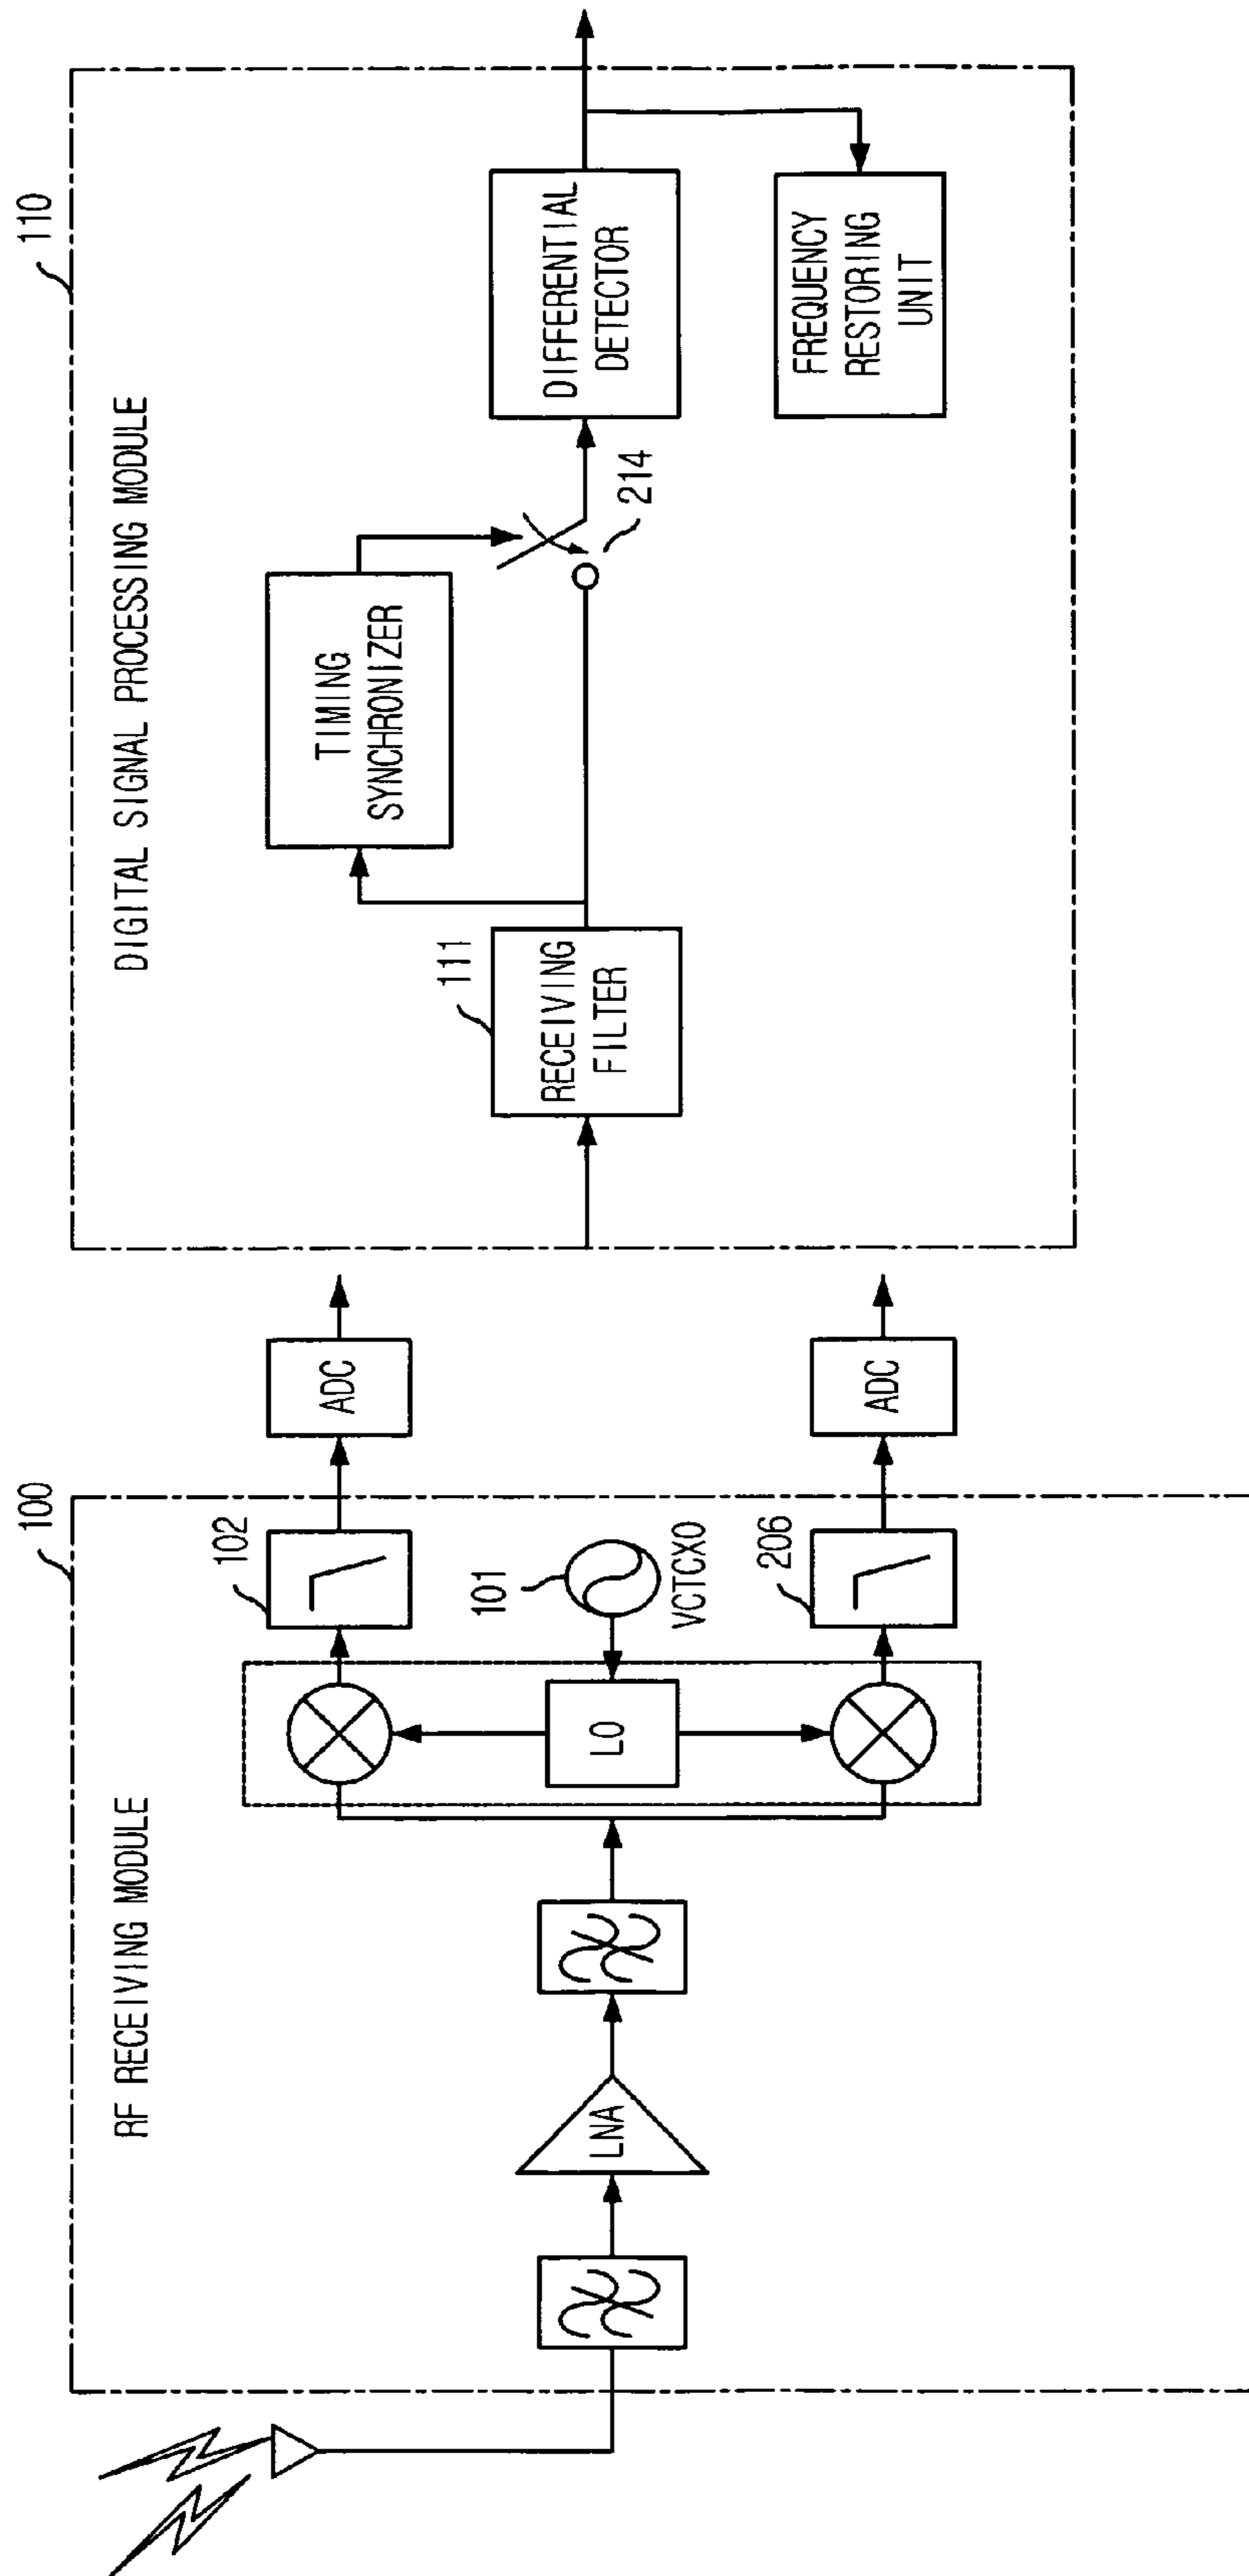 100
RF RECEIVING MODULE
LNA
LO
101
VCTCXO
102
206
ADC
ADC
110
DIGITAL SIGNAL PROCESSING MODULE
111
RECEIVING
FILTER
TIMING
SYNCHRONIZER
214
DIFFERENTIAL
DETECTOR
FREQUENCY
RESTORING
UNIT